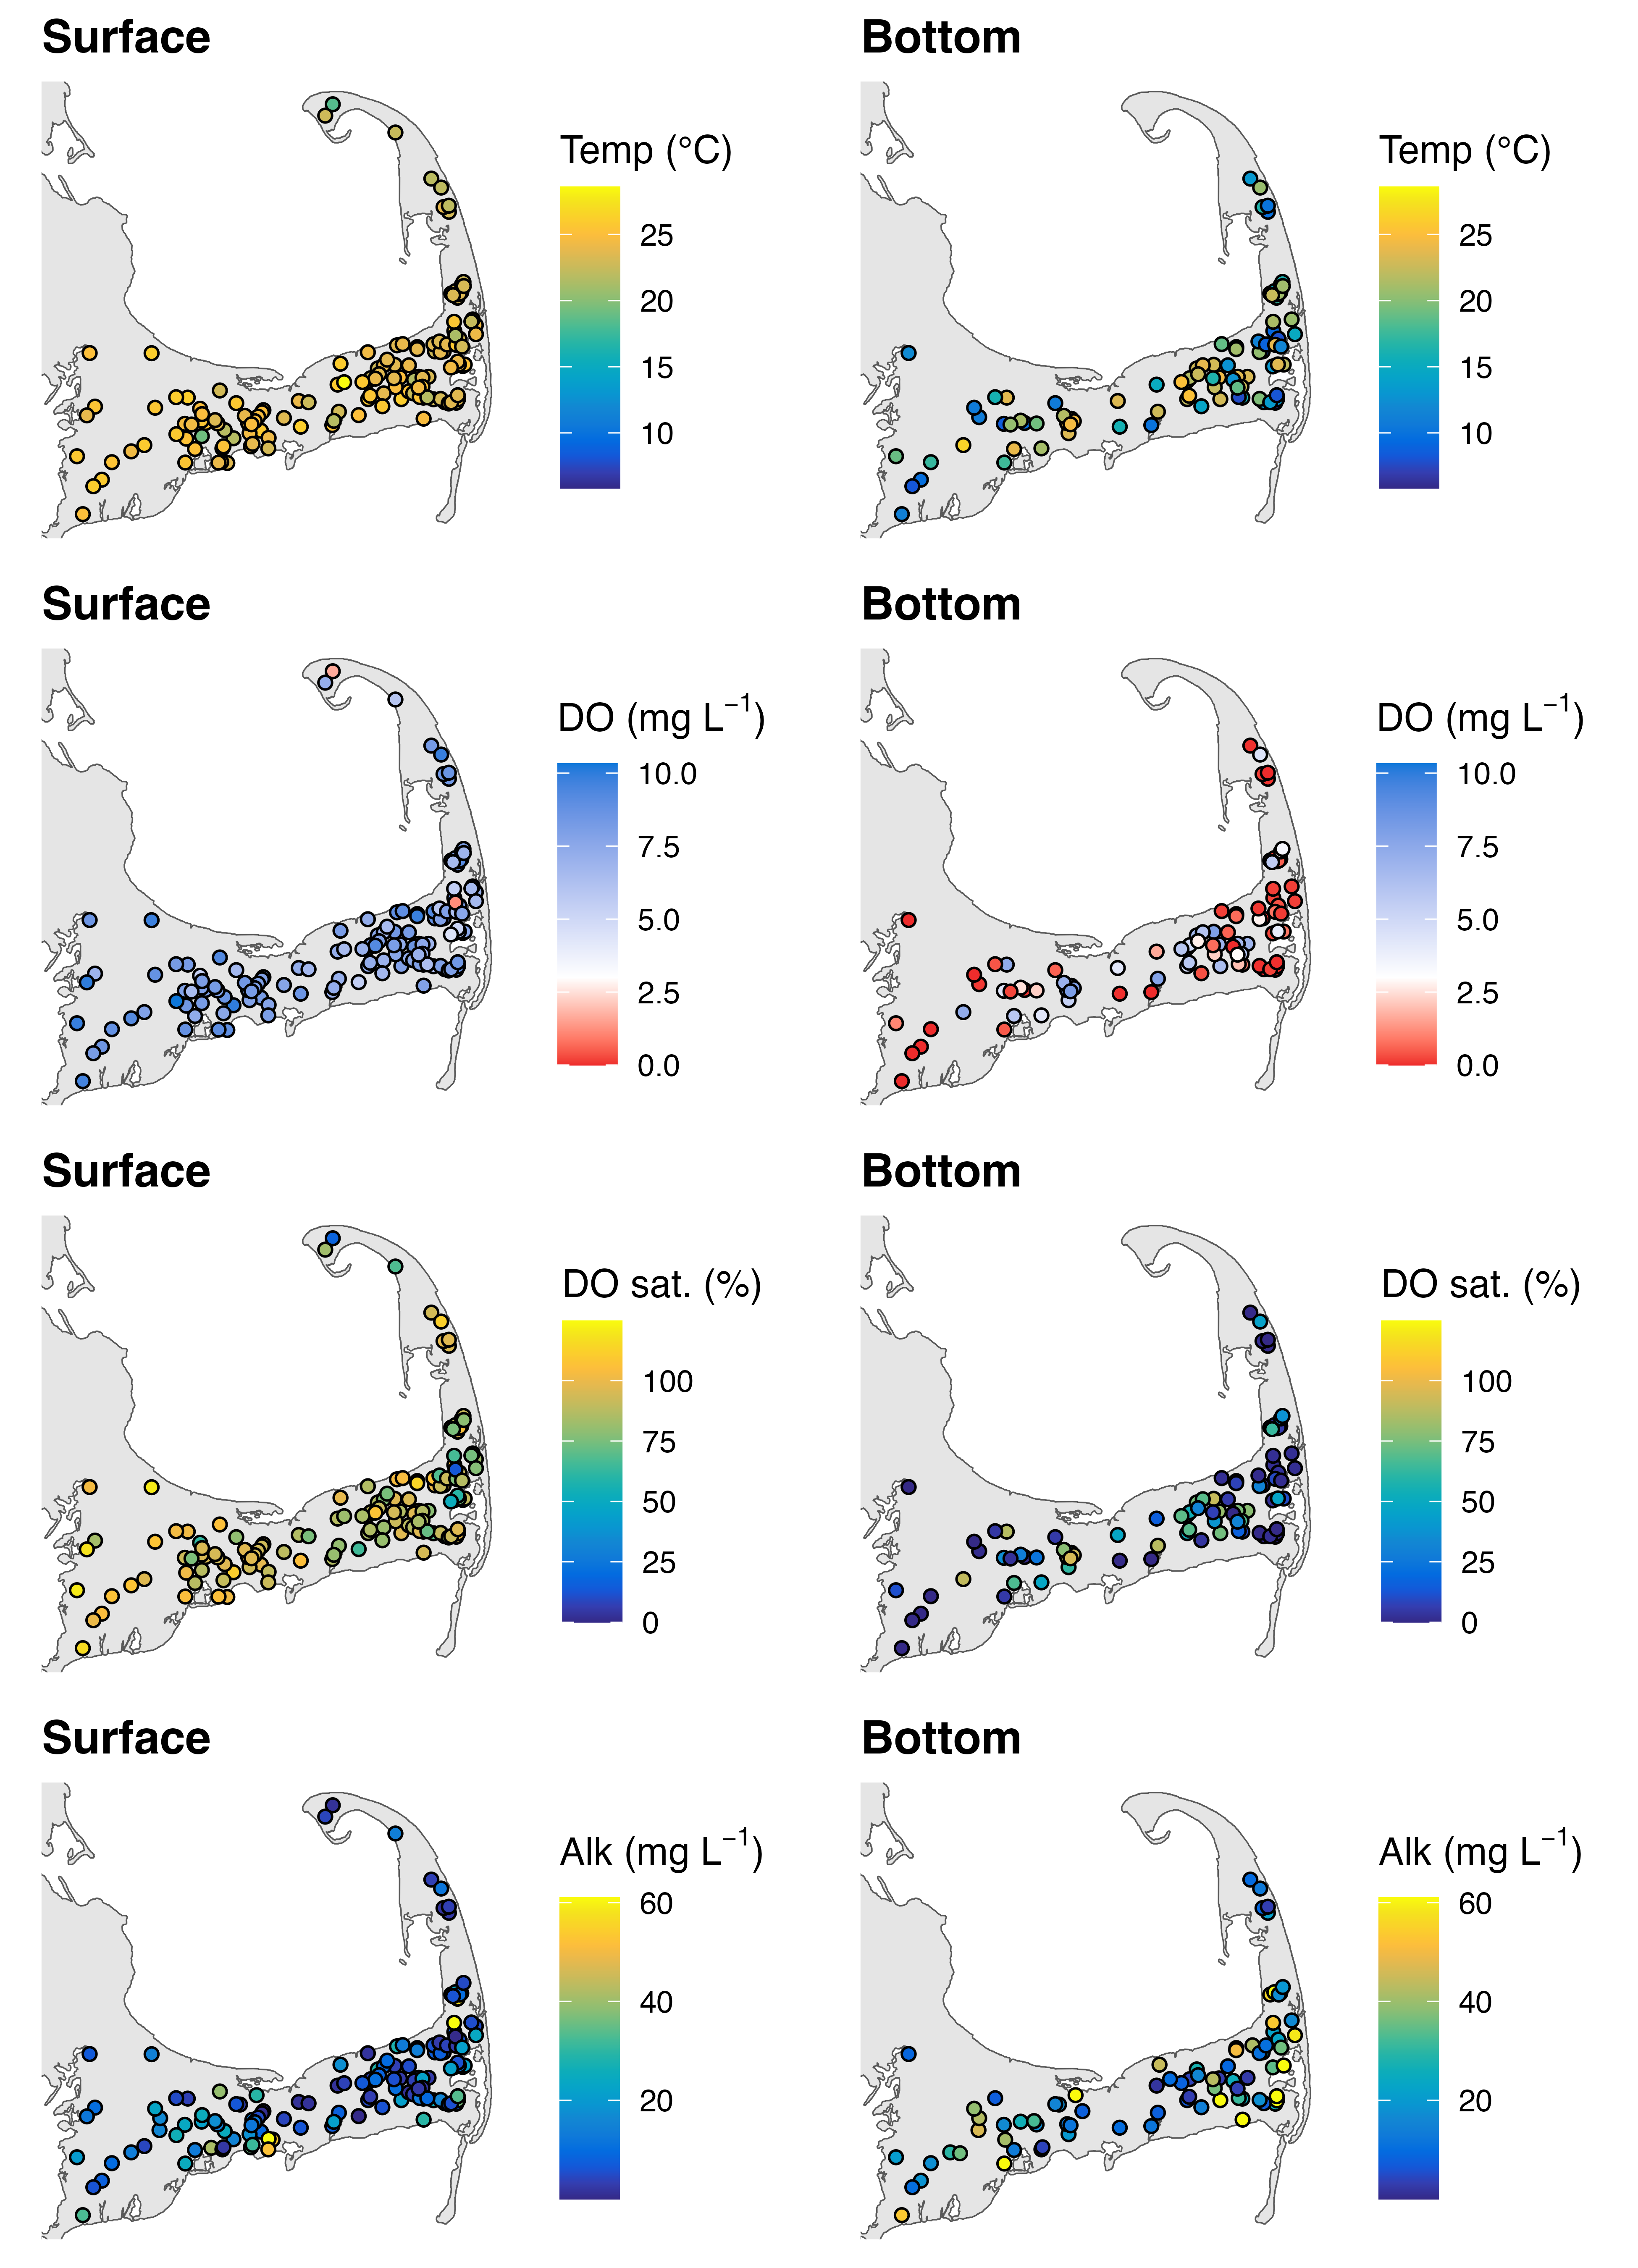 Surface
Bottom
Temp (°C)
25
20
15
10
Temp (°C)
25
20
15
10
Surface
Bottom
DO (mg L⁻¹)
10.0
7.5
5.0
2.5
0.0
DO (mg L⁻¹)
10.0
7.5
5.0
2.5
0.0
Surface
Bottom
DO sat. (%)
100
75
50
25
0
DO sat. (%)
100
75
50
25
0
Surface
Bottom
Alk (mg L⁻¹)
60
40
20
Alk (mg L⁻¹)
60
40
20